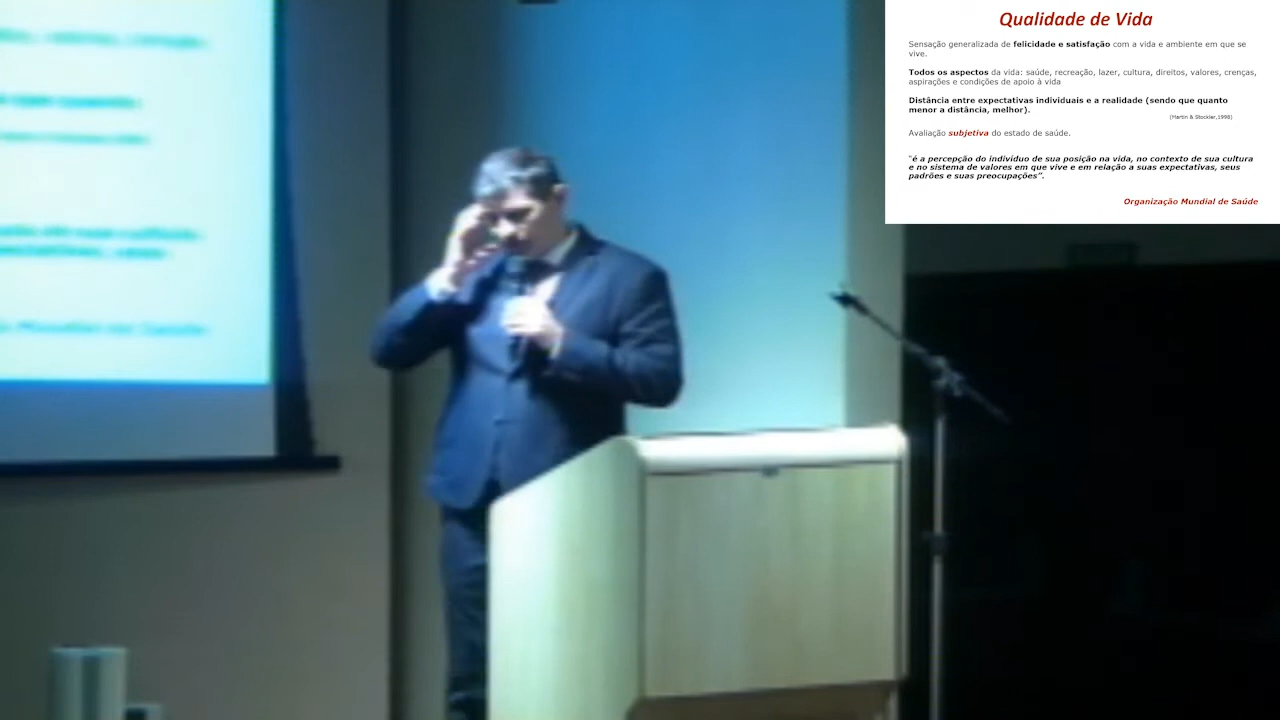 Qualidade de Vida
Sensação generalizada de felicidade e satisfação com a vida e ambiente em que se
vive.
Todos os aspectos da vida: saúde, recreação, lazer, cultura, direitos, valores, crenças,
aspirações e condições de apoio à vida
Distância entre expectativas individuais e a realidade (sendo que quanto
menor a distância, melhor).
(Martin & Stockler,1998)
Avaliação subjetiva do estado de saúde.
"é a percepção do indivíduo de sua posição na vida, no contexto de sua cultura
e no sistema de valores em que vive e em relação a suas expectativas, seus
padrões e suas preocupações".
Organização Mundial de Saúde